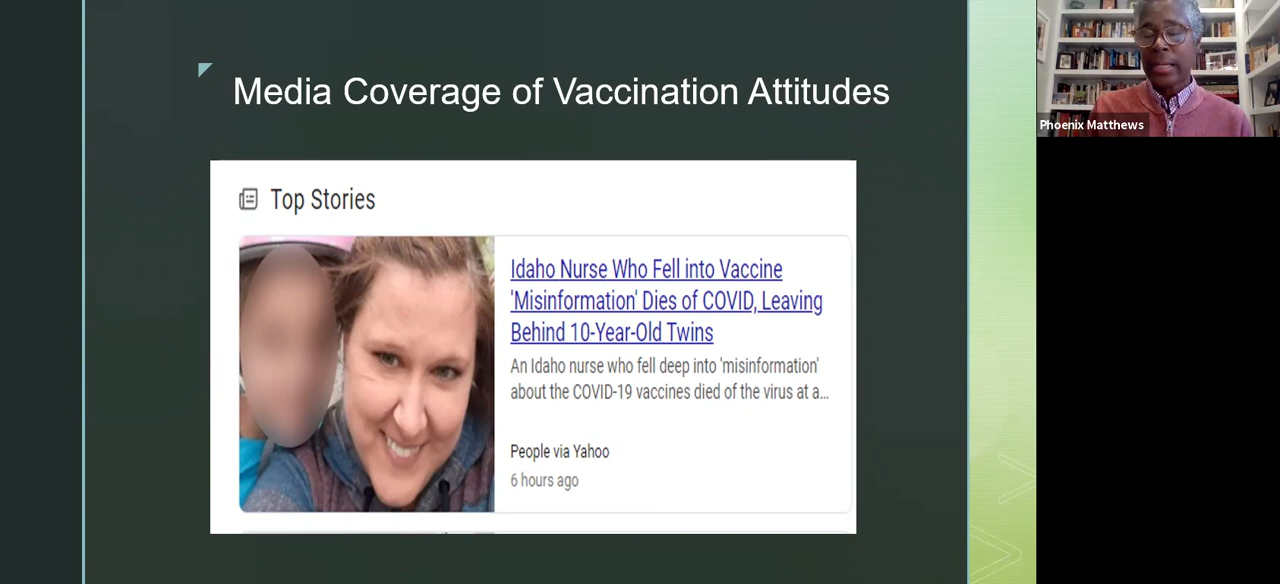 Media Coverage of Vaccination Attitudes
Top Stories
Idaho Nurse Who Fell into Vaccine
'Misinformation' Dies of COVID, Leaving
Behind 10-Year-Old Twins
An Idaho nurse who fell deep into 'misinformation'
about the COVID-19 vaccines died of the virus at a...
People via Yahoo
6 hours ago
Phoenix Matthews